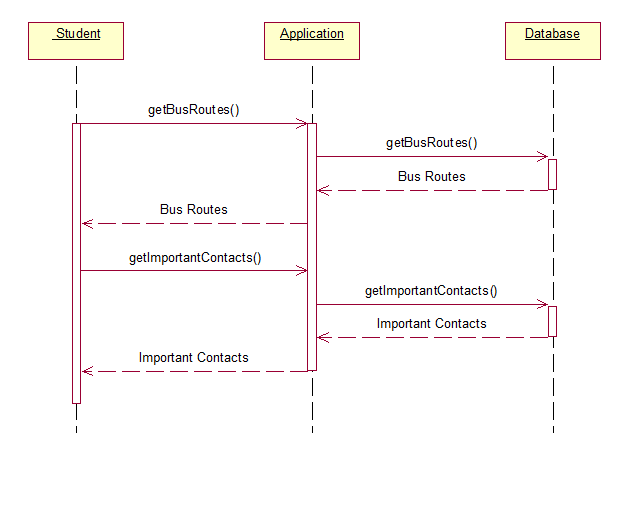 Student
Application
Database
getBusRoutes()
getBusRoutes()
Bus Routes
Bus Routes
getImportantContacts()
getImportantContacts()
Important Contacts
Important Contacts